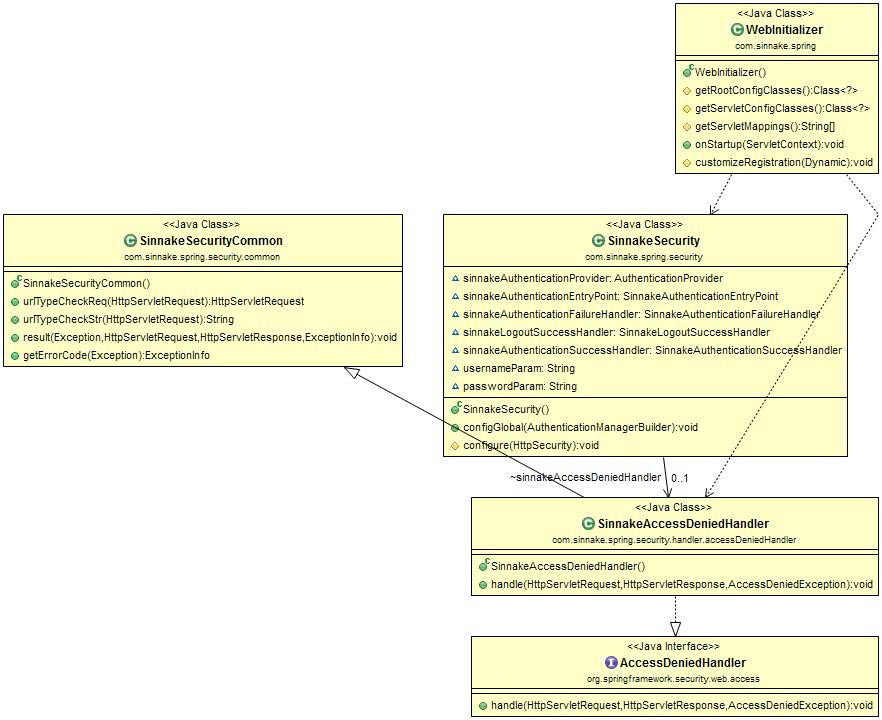 <<Java Class>>
WebInitializer
com.sinnake.spring
WebInitializer()
getRootConfigClasses():Class<?>
getServletConfigClasses():Class<?>
getServletMappings():String[]
onStartup(ServletContext):void
customizeRegistration(Dynamic):void
<<Java Class>>
SinnakeSecurityCommon
com.sinnake.spring.security.common
SinnakeSecurityCommon()
urlTypeCheckReq(HttpServletRequest):HttpServletRequest
urlTypeCheckStr(HttpServletRequest):String
result(Exception,HttpServletRequest,HttpServletResponse,ExceptionInfo):void
getErrorCode(Exception):ExceptionInfo
<<Java Class>>
SinnakeSecurity
com.sinnake.spring.security
sinnakeAuthenticationProvider: AuthenticationProvider
sinnakeAuthenticationEntryPoint: SinnakeAuthenticationEntryPoint
sinnakeAuthenticationFailureHandler: SinnakeAuthenticationFailureHandler
sinnakeLogoutSuccessHandler: SinnakeLogoutSuccessHandler
sinnakeAuthenticationSuccessHandler: SinnakeAuthenticationSuccessHandler
usernameParam: String
passwordParam: String
SinnakeSecurity()
configGlobal(AuthenticationManagerBuilder):void
configure(HttpSecurity):void
~sinnakeAccessDeniedHandler 0..1
<<Java Class>>
SinnakeAccessDeniedHandler
com.sinnake.spring.security.handler.accessDeniedHandler
SinnakeAccessDeniedHandler()
handle(HttpServletRequest,HttpServletResponse,AccessDeniedException):void
<<Java Interface>>
AccessDeniedHandler
org.springframework.security.web.access
handle(HttpServletRequest,HttpServletResponse,AccessDeniedException):void